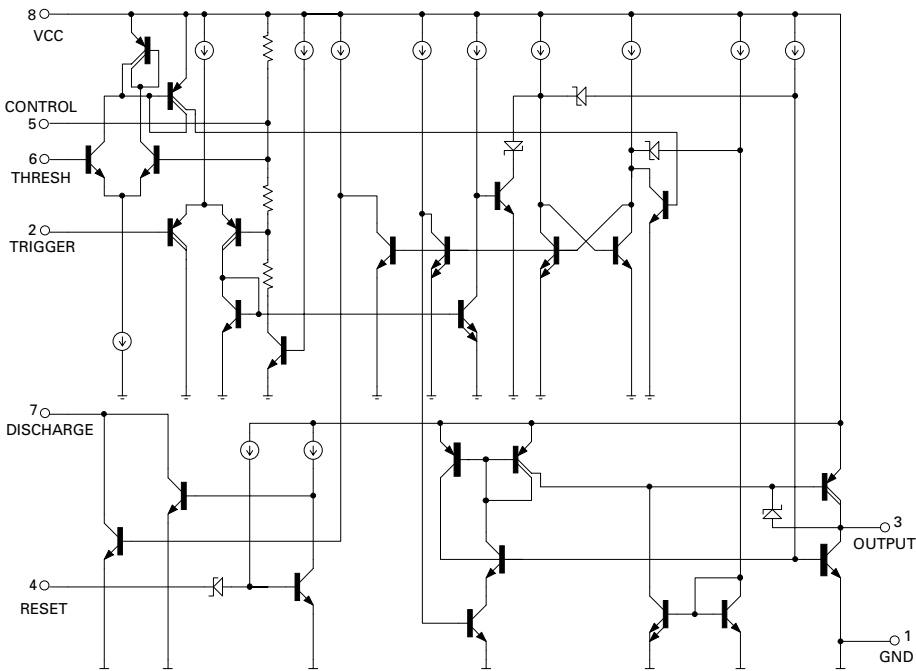 8
VCC
CONTROL
5
6
THRESH
2
TRIGGER
7
DISCHARGE
3
OUTPUT
4
RESET
1
GND